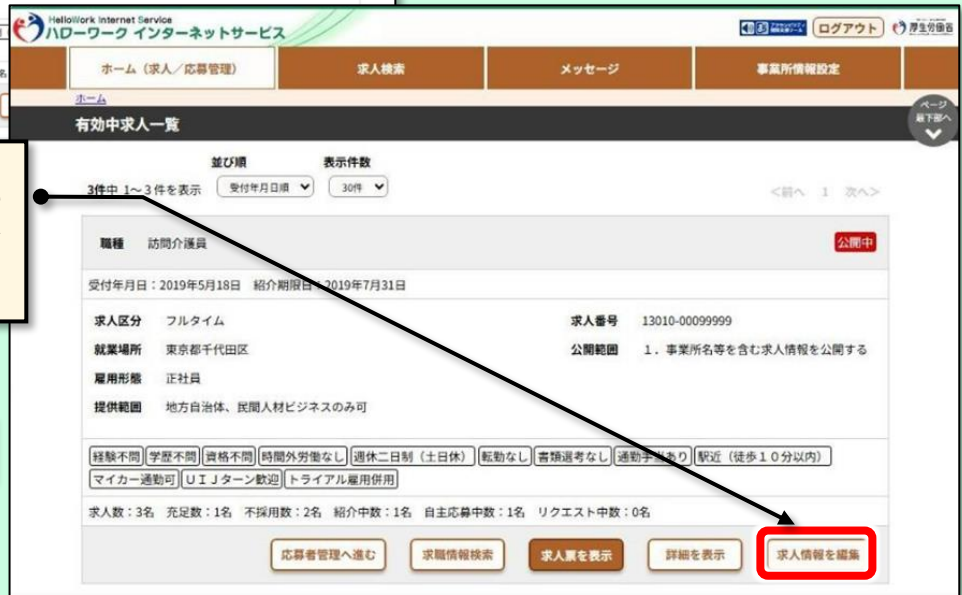 HelloWork Internet Service
ハローワーク インターネットサービス
ログアウト
厚生労働省
ホーム（求人／応募管理）
求人検索
メッセージ
事業所情報設定
ホーム
有効中求人一覧
ページ
最下部へ
並び順 表示件数
3件中 1～3 件を表示 受付年月日順 30件
<前へ 1 次へ>
職種 訪問介護員
公開中
受付年月日：2019年5月18日 紹介期限日：2019年7月31日
求人区分 フルタイム
求人番号 13010-00099999
就業場所 東京都千代田区
公開範囲 1．事業所名等を含む求人情報を公開する
雇用形態 正社員
提供範囲 地方自治体、民間人材ビジネスのみ可
経験不問 学歴不問 資格不問 時間外労働なし 週休二日制（土日休） 転勤なし 書類選考なし 通勤手当あり 駅近（徒歩１０分以内）
マイカー通勤可 ＵＩＪターン歓迎 トライアル雇用併用
求人数：3名 充足数：1名 不採用数：2名 紹介中数：1名 自主応募中数：1名 リクエスト中数：0名
応募者管理へ進む
求職情報検索
求人票を表示
詳細を表示
求人情報を編集